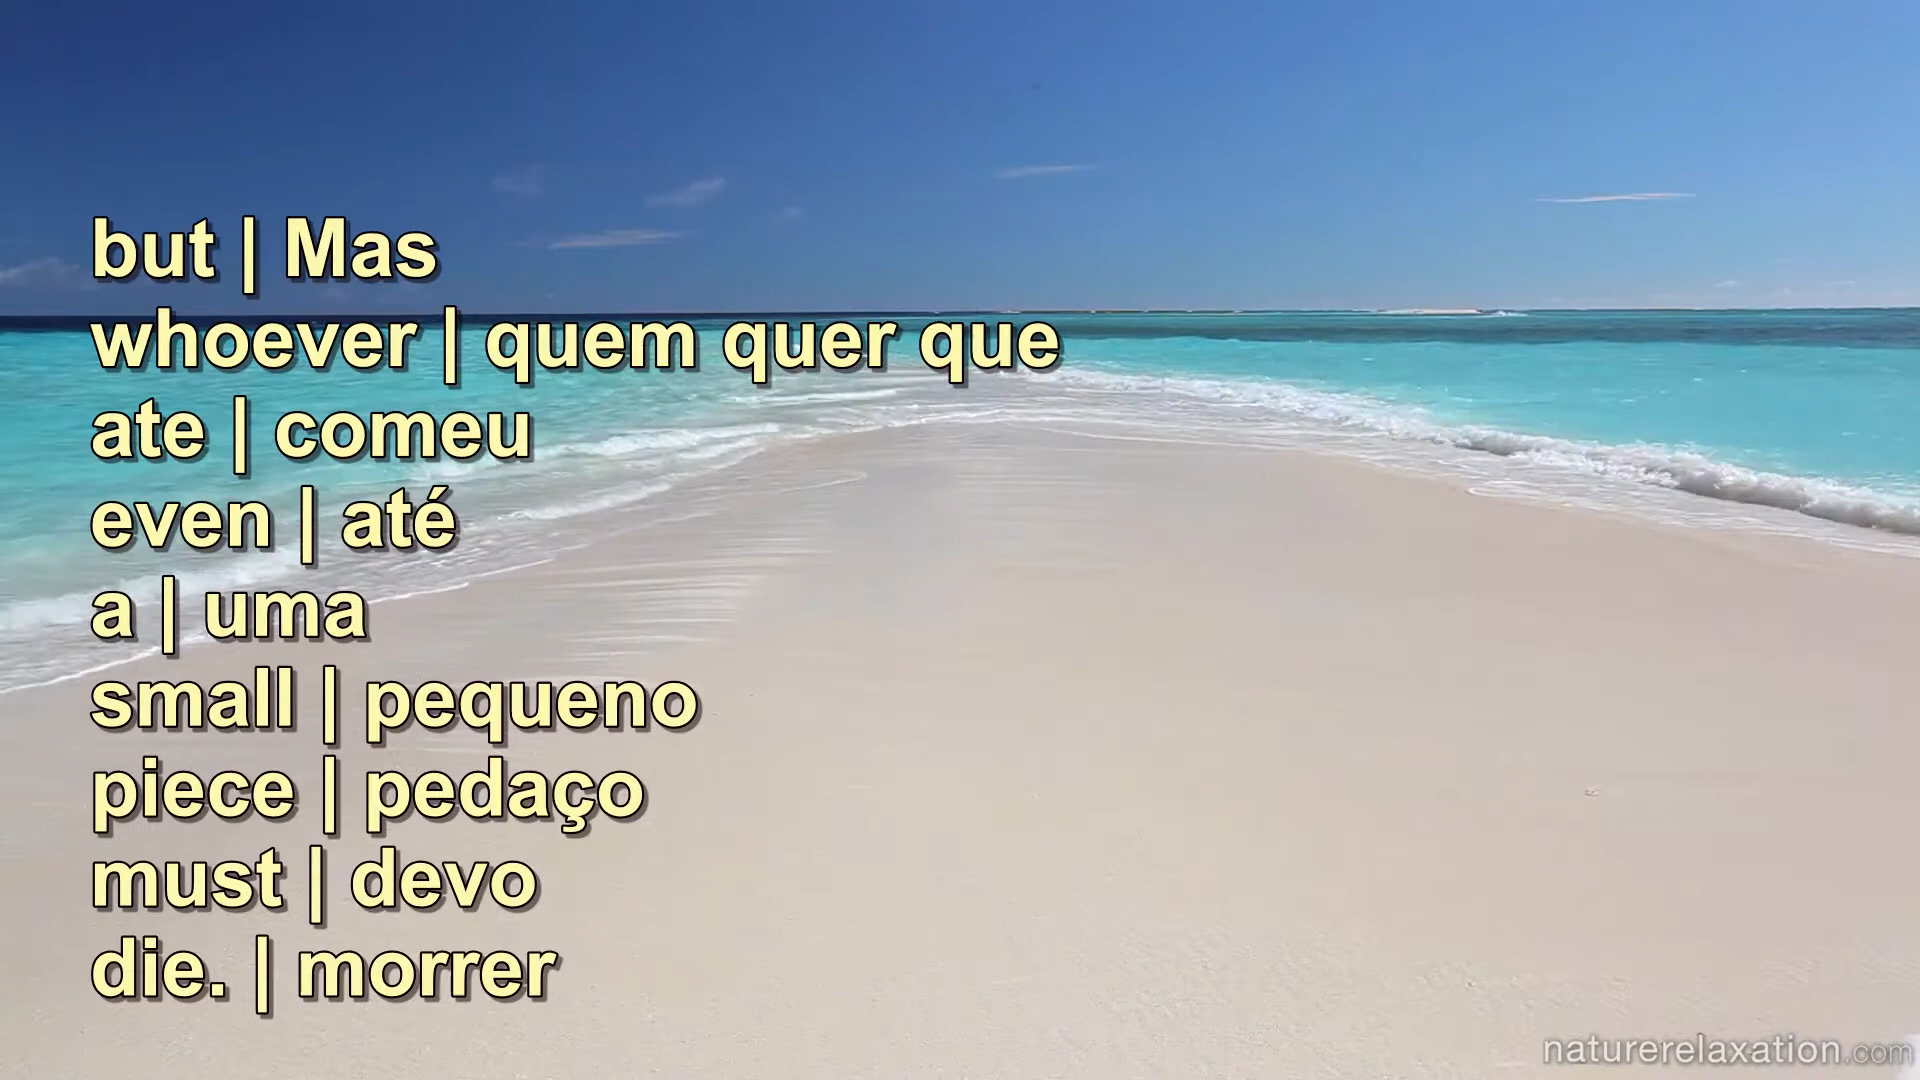 but | Mas
whoever | quem quer que
ate | comeu
even | até
a | uma
small | pequeno
piece | pedaço
must | devo
die. | morrer
naturerelaxation.com